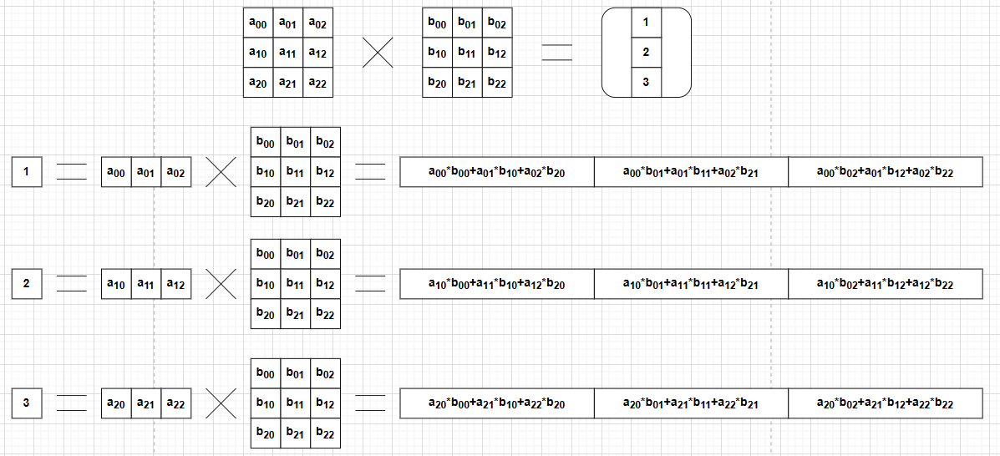 a00 a01 a02 b00 b01 b02 1
a10 a11 a12 b10 b11 b12 2
a20 a21 a22 b20 b21 b22 3
b00 b01 b02
1 a00 a01 a02 b10 b11 b12 a00*b00+a01*b10+a02*b20 a00*b01+a01*b11+a02*b21 a00*b02+a01*b12+a02*b22
b20 b21 b22
b00 b01 b02
2 a10 a11 a12 b10 b11 b12 a10*b00+a11*b10+a12*b20 a10*b01+a11*b11+a12*b21 a10*b02+a11*b12+a12*b22
b20 b21 b22
b00 b01 b02
3 a20 a21 a22 b10 b11 b12 a20*b00+a21*b10+a22*b20 a20*b01+a21*b11+a22*b21 a20*b02+a21*b12+a22*b22
b20 b21 b22